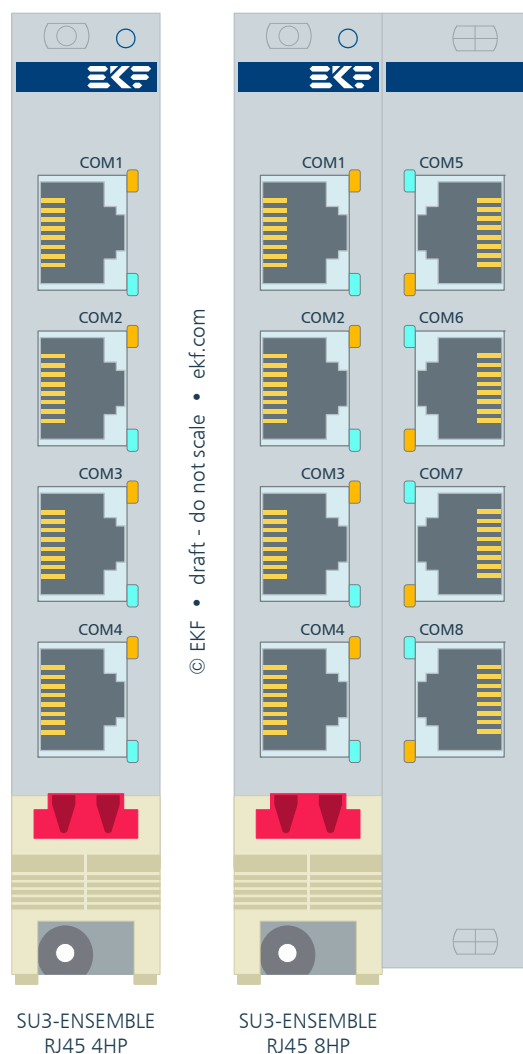 EKF
COM1
COM2
COM3
COM4
SU3-ENSEMBLE
RJ45 4HP
© EKF • draft - do not scale • ekf.com
EKF
COM1
COM5
COM2
COM6
COM3
COM7
COM4
COM8
SU3-ENSEMBLE
RJ45 8HP